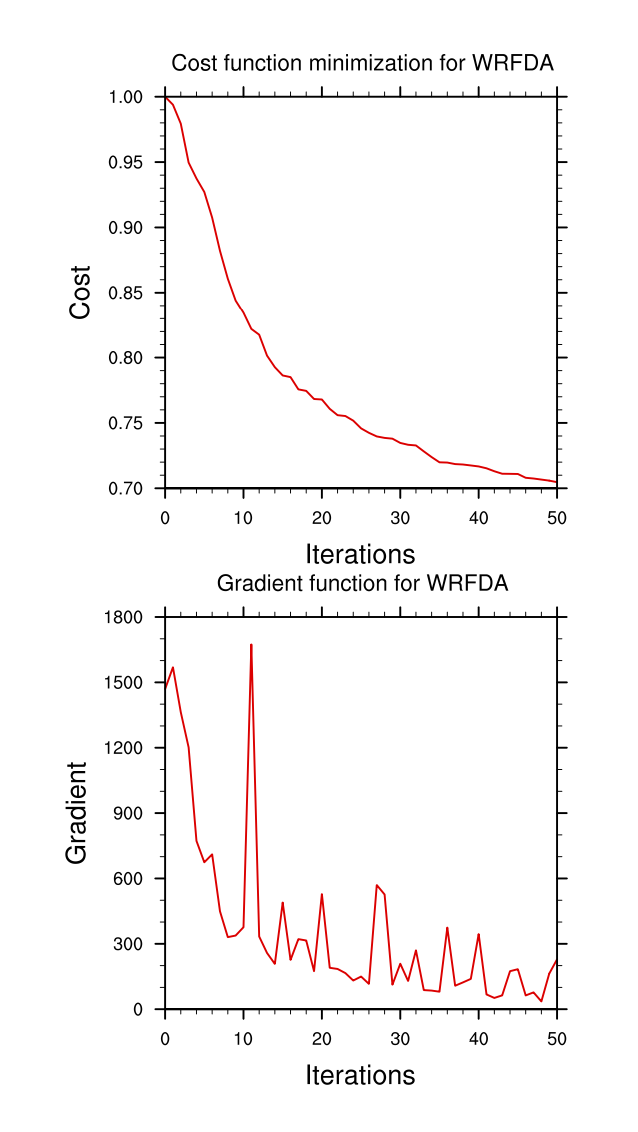 Cost function minimization for WRFDA
1.00
0.95
0.90
0.85
0.80
0.75
0.70
Cost
0 10 20 30 40 50
Iterations
Gradient function for WRFDA
1800
1500
1200
900
600
300
0
Gradient
0 10 20 30 40 50
Iterations